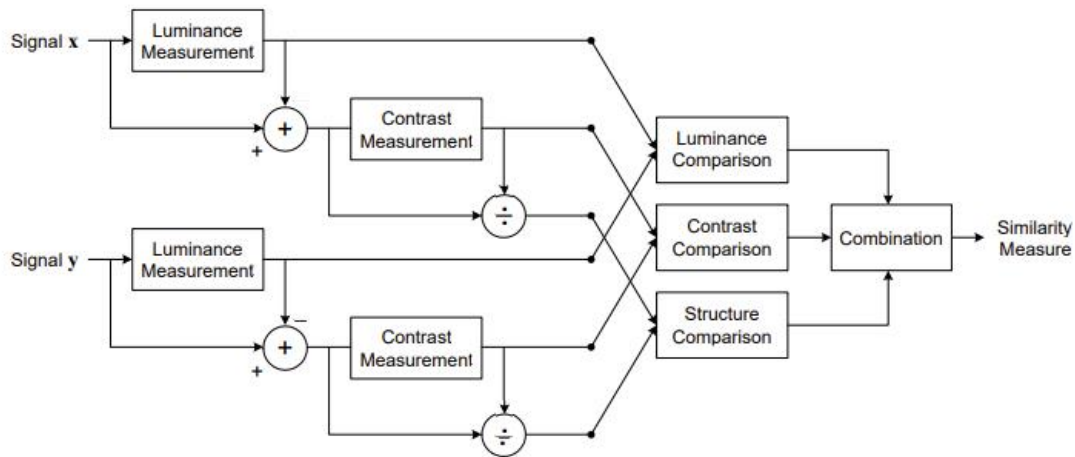 Signal x
Luminance
Measurement
+
+
Contrast
Measurement
÷
Luminance
Comparison
Signal y
Luminance
Measurement
−
+
+
Contrast
Measurement
÷
Contrast
Comparison
Structure
Comparison
Combination
Similarity
Measure